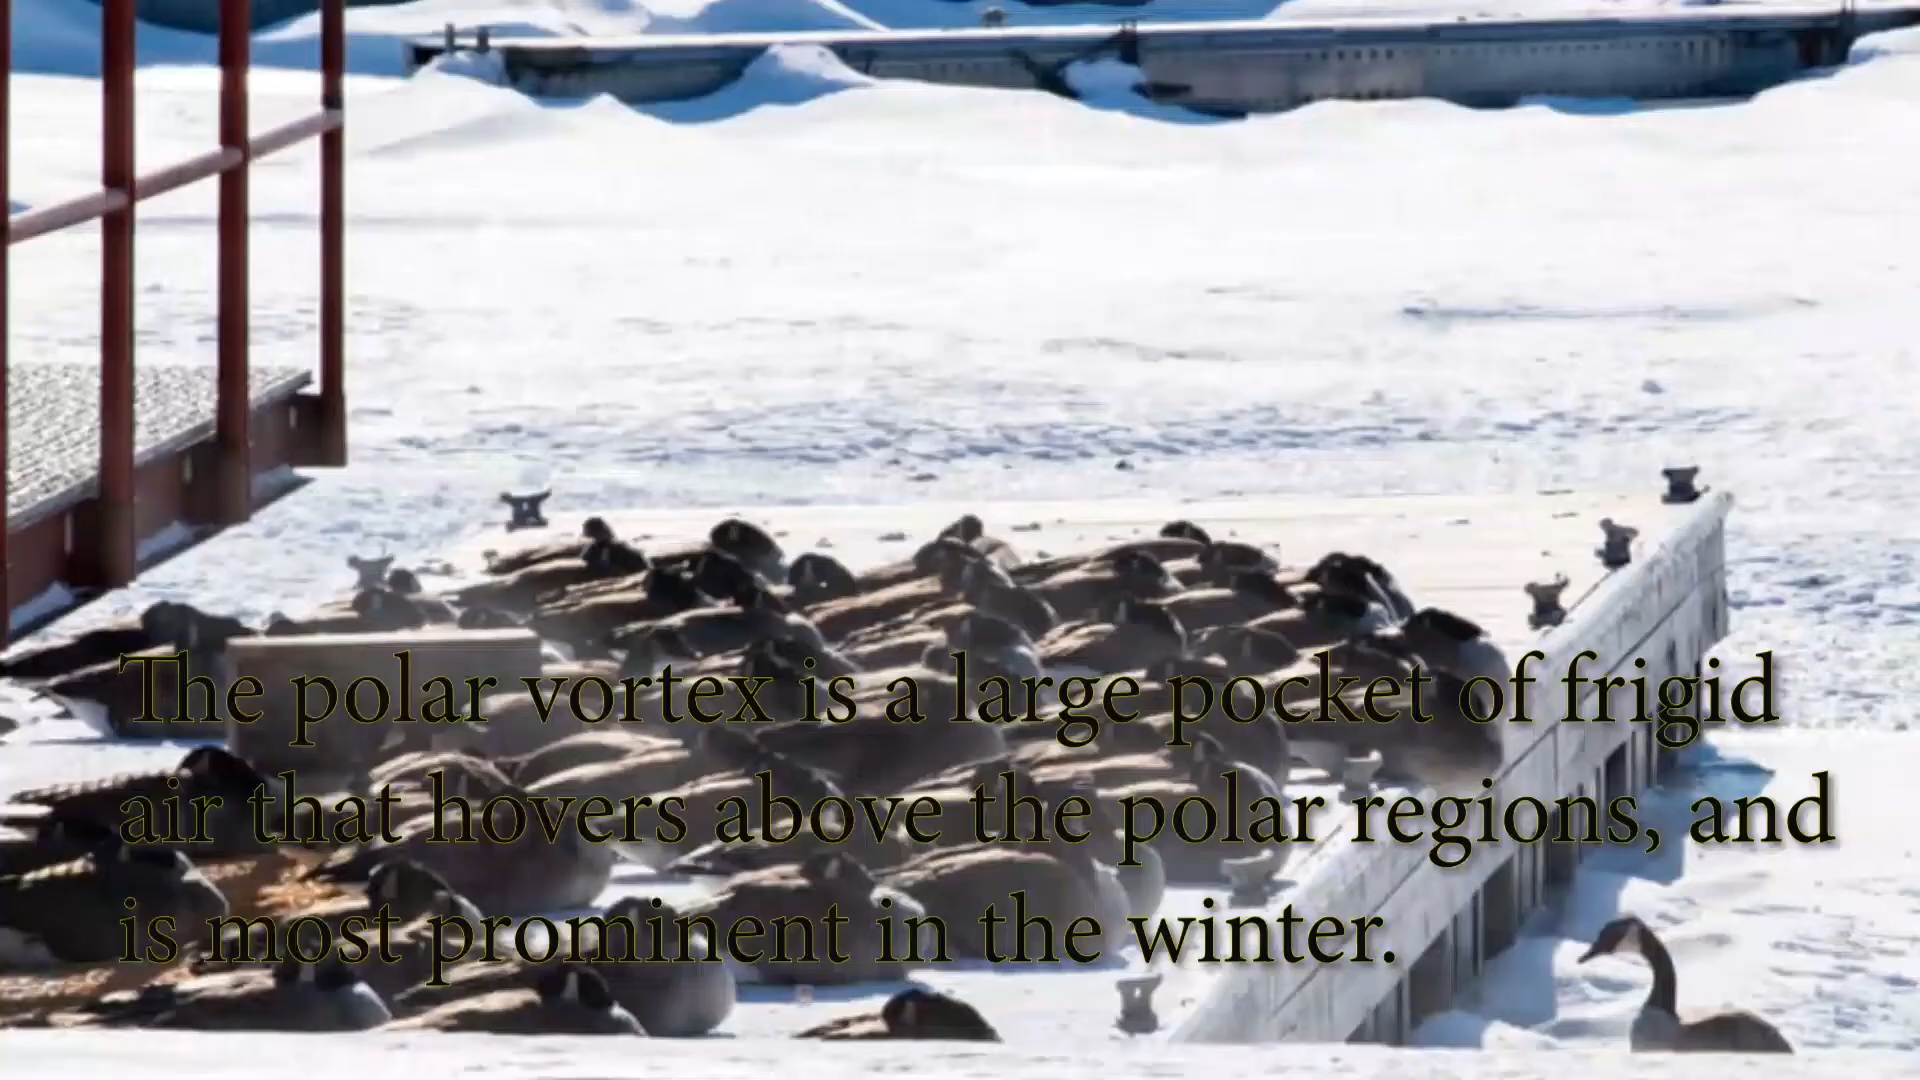 The polar vortex is a large pocket of frigid
air that hovers above the polar regions, and
is most prominent in the winter.